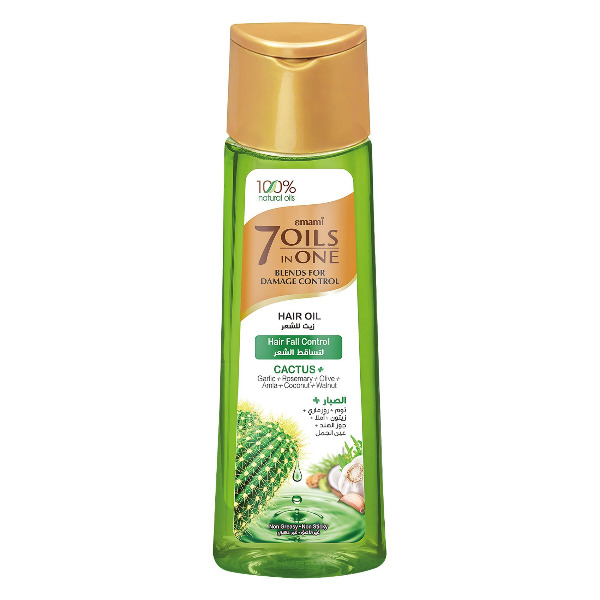 100%
natural oils
emami
7 OILS
IN ONE
BLENDS FOR
DAMAGE CONTROL
HAIR OIL
زيت للشعر
Hair Fall Control
لتساقط الشعر
CACTUS +
Garlic + Rosemary + Olive +
Amla + Coconut + Walnut
الصبار +
ثوم + روزماري +
زيتون + أملا +
جوز الهند +
عين الجمل
Non Greasy • Non Sticky